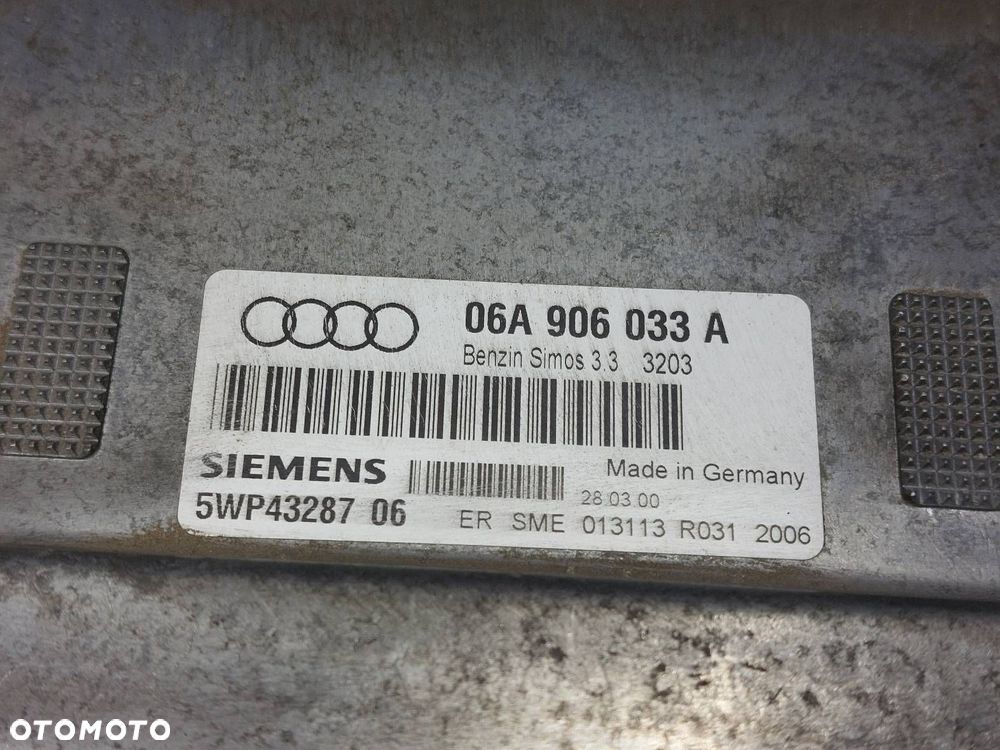 06A 906 033 A
Benzin Simos 3.3 3203
SIEMENS
Made in Germany
5WP43287 06
28 03 00
ER SME 013113 R031 2006
OTOMOTO